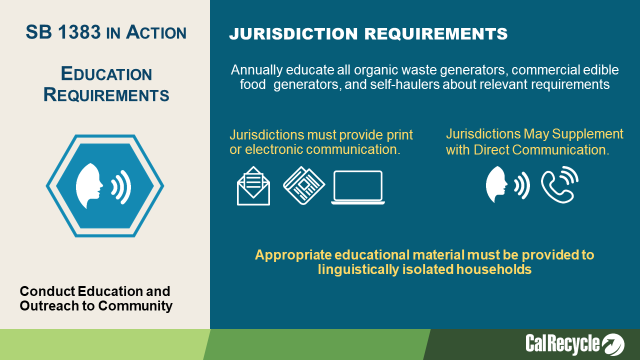 SB 1383 IN ACTION
EDUCATION
REQUIREMENTS
Conduct Education and
Outreach to Community
JURISDICTION REQUIREMENTS
Annually educate all organic waste generators, commercial edible
food generators, and self-haulers about relevant requirements
Jurisdictions must provide print
or electronic communication.
Jurisdictions May Supplement
with Direct Communication.
Appropriate educational material must be provided to
linguistically isolated households
CalRecycle